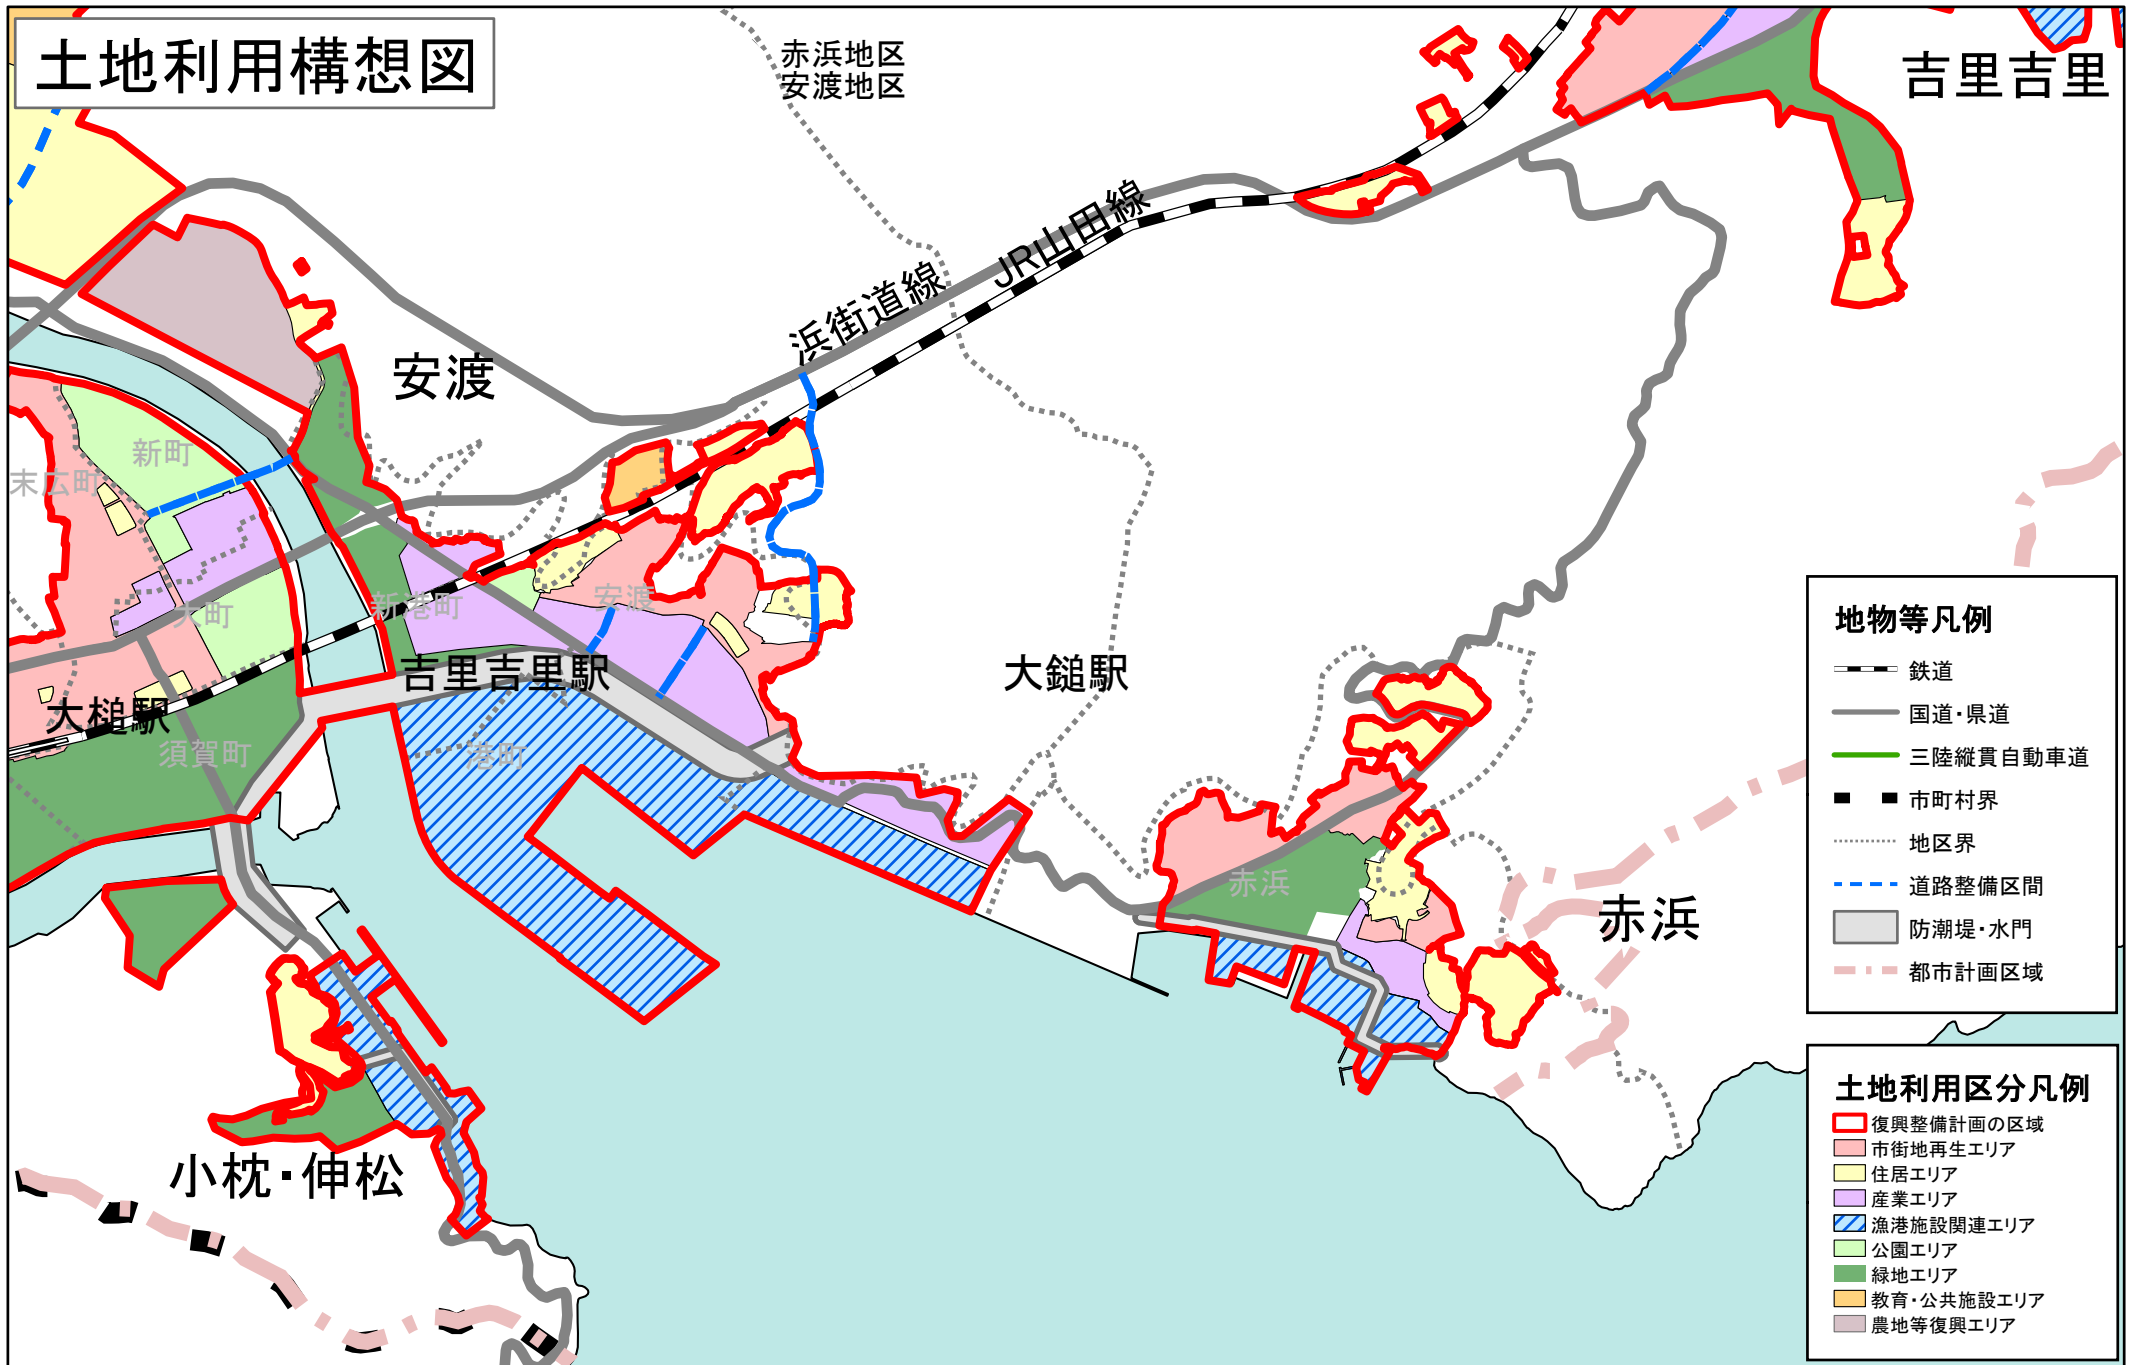 土地利用構想図
赤浜地区
安渡地区
吉里吉里
JR山田線
浜街道線
安渡
新町
末広町
大町
新港町
安渡
吉里吉里駅
大鎚駅
大槌駅
須賀町
港町
赤浜
赤浜
小枕・伸松
地物等凡例
鉄道
国道・県道
三陸縦貫自動車道
市町村界
地区界
道路整備区間
防潮堤・水門
都市計画区域
土地利用区分凡例
復興整備計画の区域
市街地再生エリア
住居エリア
産業エリア
漁港施設関連エリア
公園エリア
緑地エリア
教育・公共施設エリア
農地等復興エリア